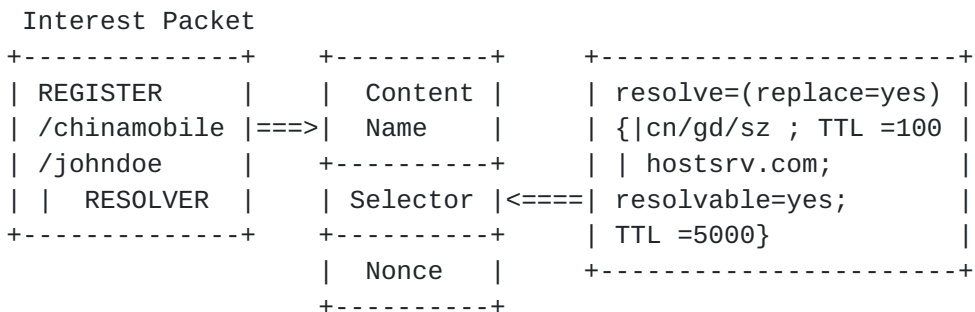 Interest Packet
+--------------+    +----------+     +-----------------------+
| REGISTER     |    |  Content |     | resolve=(replace=yes) |
| /chinamobile |===>|  Name    |     | {|cn/gd/sz ; TTL =100 |
| /johndoe     |    +----------+     | | hostsrv.com;        |
| |  RESOLVER  |    | Selector |<====| resolvable=yes;       |
+--------------+    +----------+     | TTL =5000}            |
                    |  Nonce   |     +-----------------------+
                    +----------+